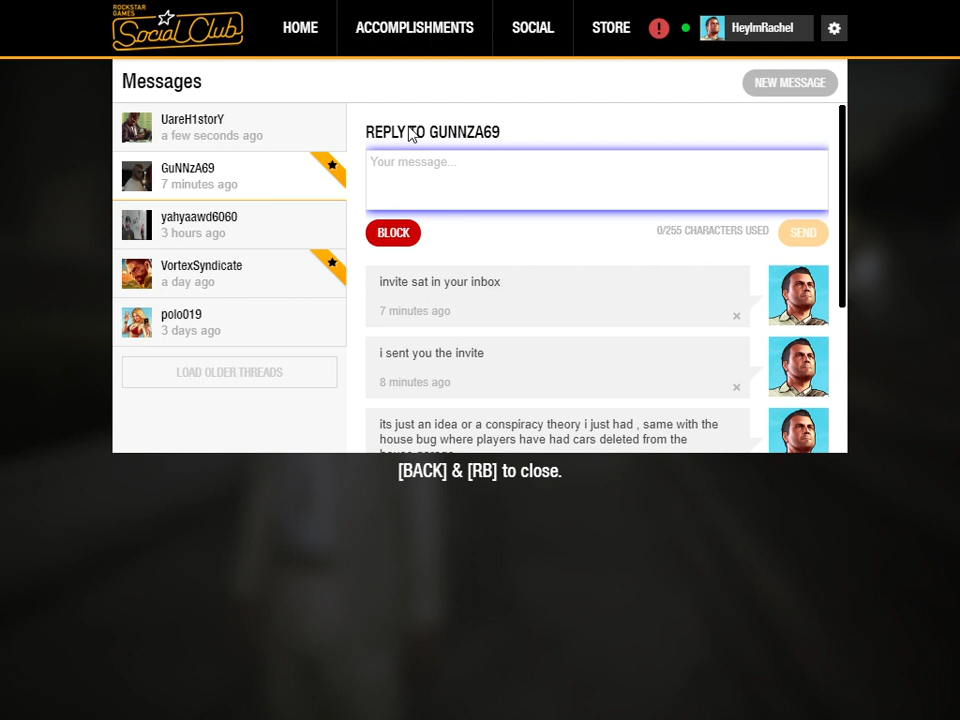 ROCKSTAR
GAMES
Social Club
HOME
ACCOMPLISHMENTS
SOCIAL
STORE
!
HeyImRachel
Messages
NEW MESSAGE
UareH1storY
a few seconds ago
GuNNzA69
7 minutes ago
yahyaawd6060
3 hours ago
VortexSyndicate
a day ago
polo019
3 days ago
LOAD OLDER THREADS
REPLY TO GUNNZA69
Your message...
BLOCK
0/255 CHARACTERS USED
SEND
invite sat in your inbox
7 minutes ago
i sent you the invite
8 minutes ago
its just an idea or a conspiracy theory i just had , same with the
house bug where players have had cars deleted from the
[BACK] & [RB] to close.